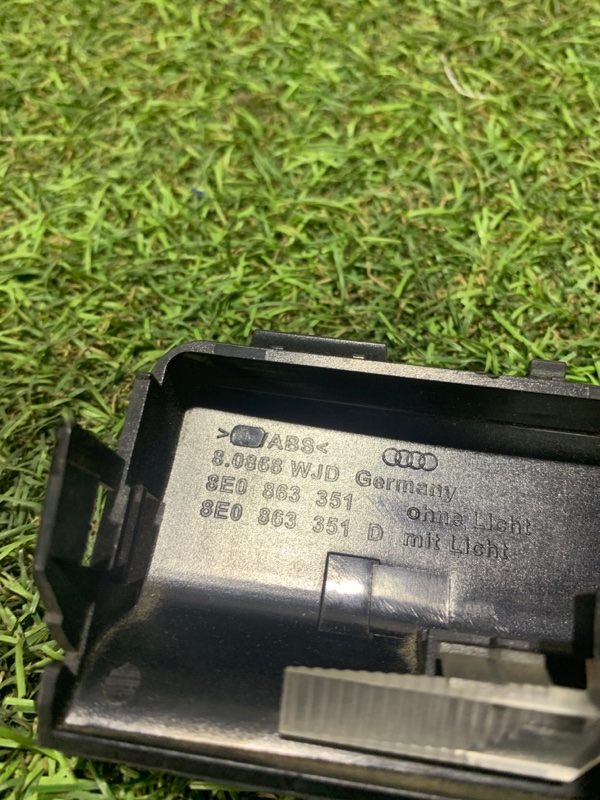 >ABS<
8.0868 WJD Germany
8E0 863 351 ohne Licht
8E0 863 351 D mit Licht